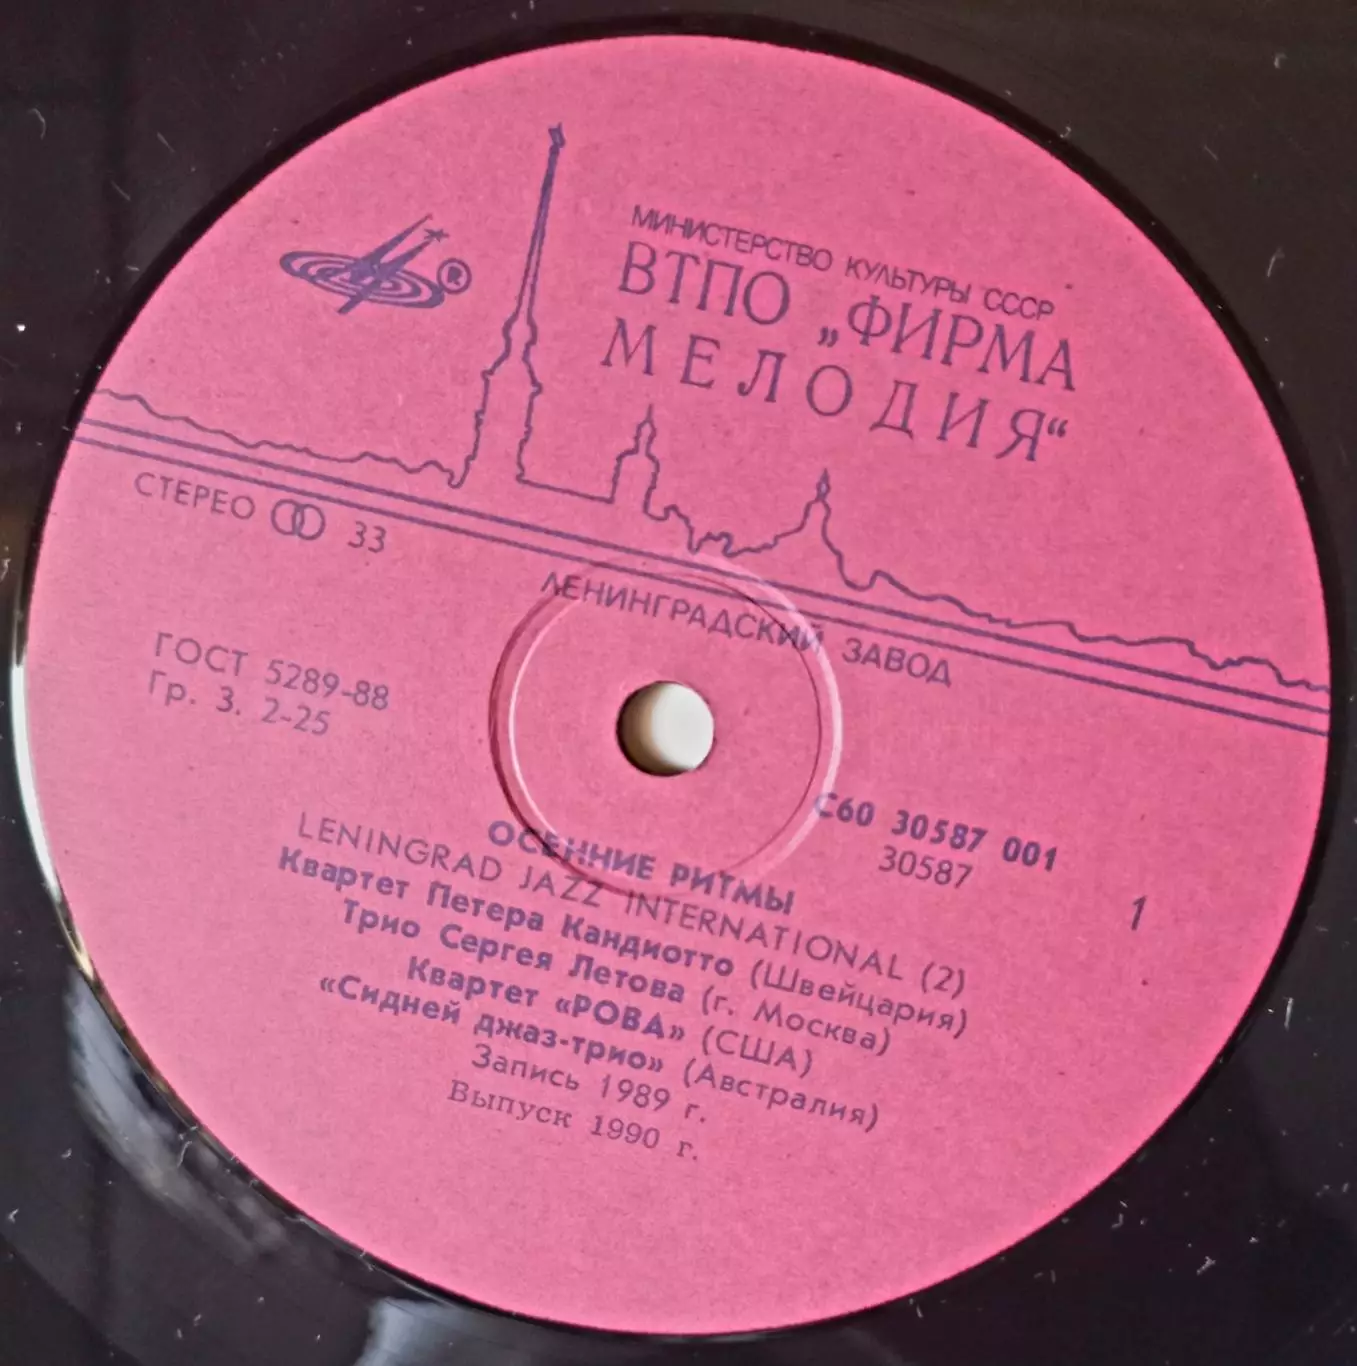 ®
МИНИСТЕРСТВО КУЛЬТУРЫ СССР
ВТПО „ФИРМА
МЕЛОДИЯ“
СТЕРЕО 33
ЛЕНИНГРАДСКИЙ ЗАВОД
ГОСТ 5289-88
Гр. 3. 2-25
С60 30587 001
30587
1
ОСЕННИЕ РИТМЫ
LENINGRAD JAZZ INTERNATIONAL (2)
Квартет Петера Кандиотто (Швейцария)
Трио Сергея Летова (г. Москва)
Квартет «РОВА» (США)
«Сидней джаз-трио» (Австралия)
Запись 1989 г.
Выпуск 1990 г.